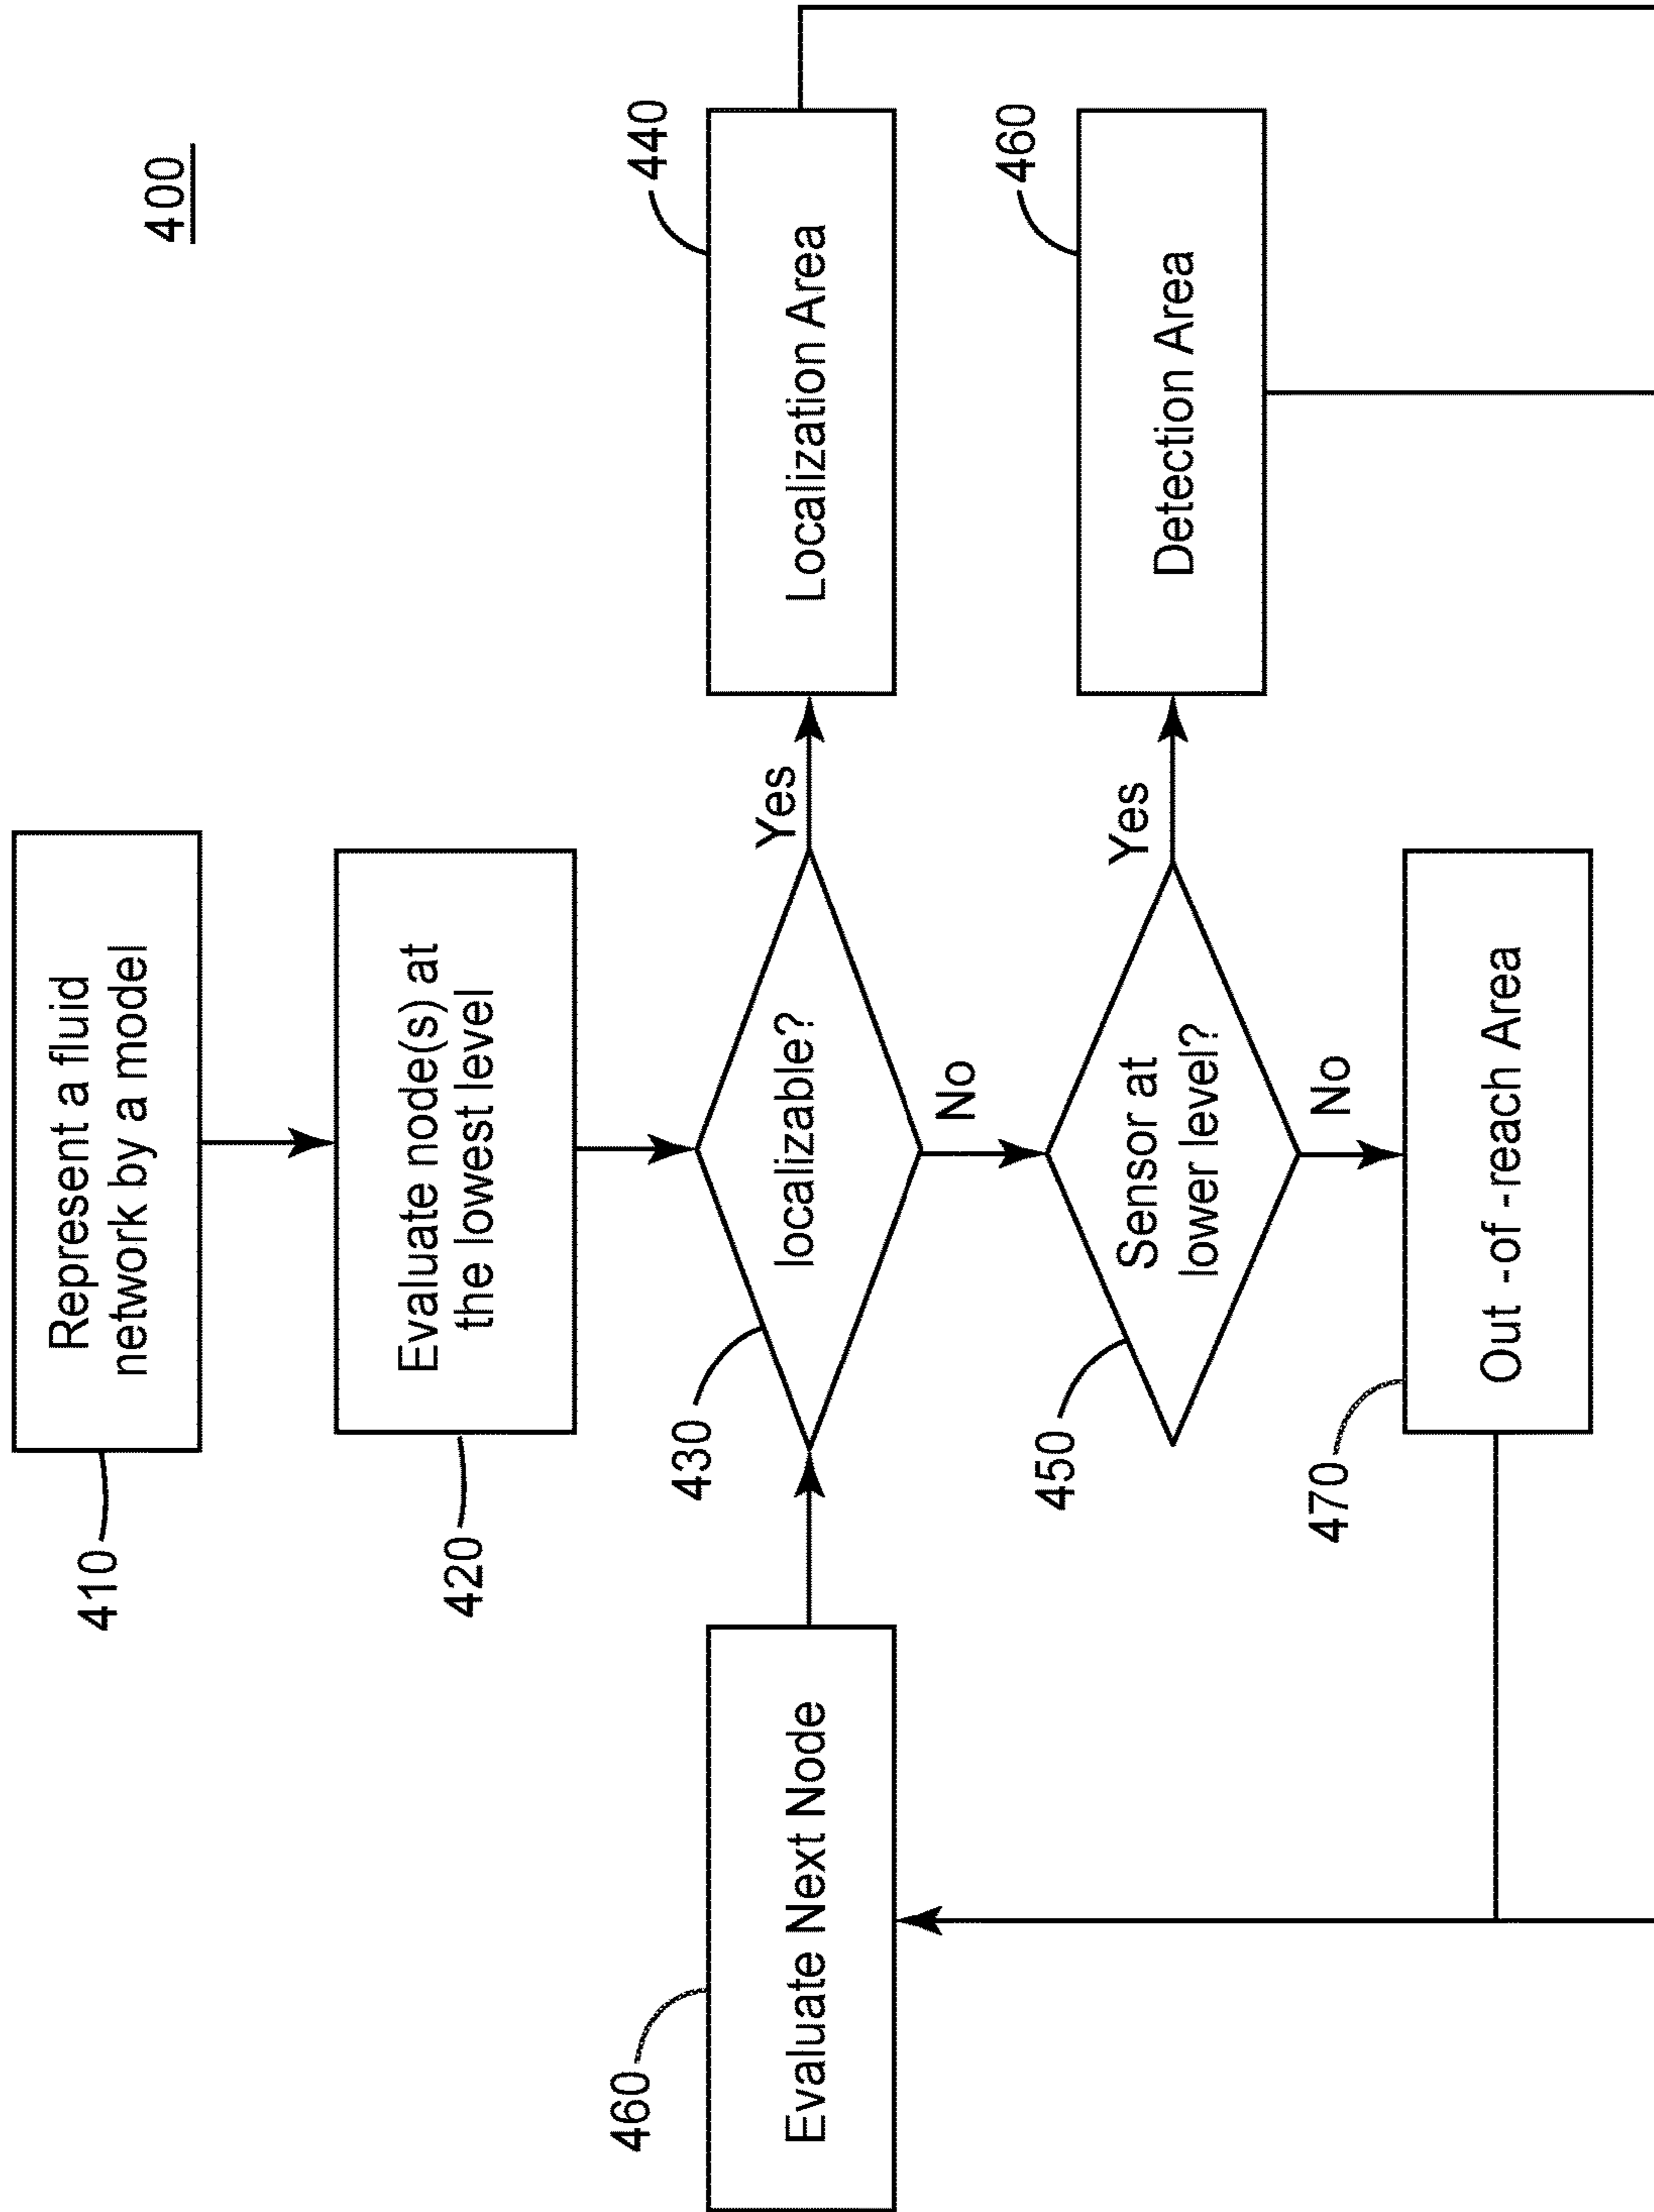 400
410
Represent a fluid
network by a model
420
Evaluate node(s) at
the lowest level
460
Evaluate Next Node
430
localizable?
Yes
440
Localization Area
No
450
Sensor at
lower level?
Yes
460
Detection Area
No
470
Out -of -reach Area